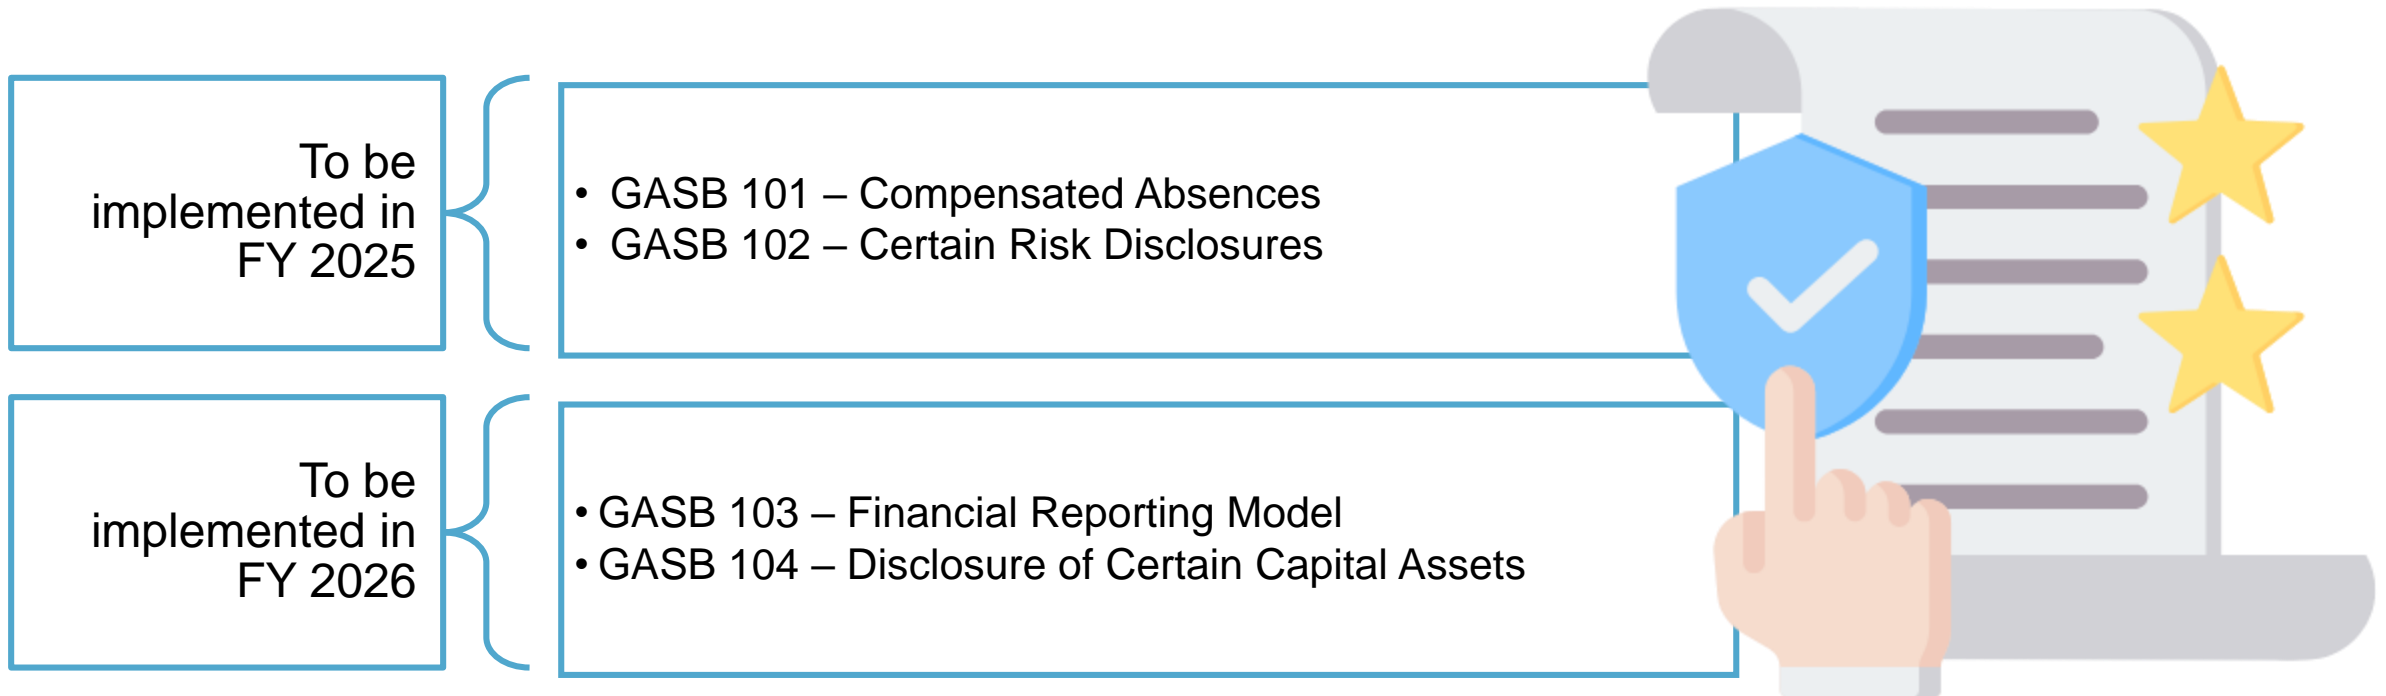 To be
implemented in
FY 2025
• GASB 101 – Compensated Absences
• GASB 102 – Certain Risk Disclosures
To be
implemented in
FY 2026
• GASB 103 – Financial Reporting Model
• GASB 104 – Disclosure of Certain Capital Assets